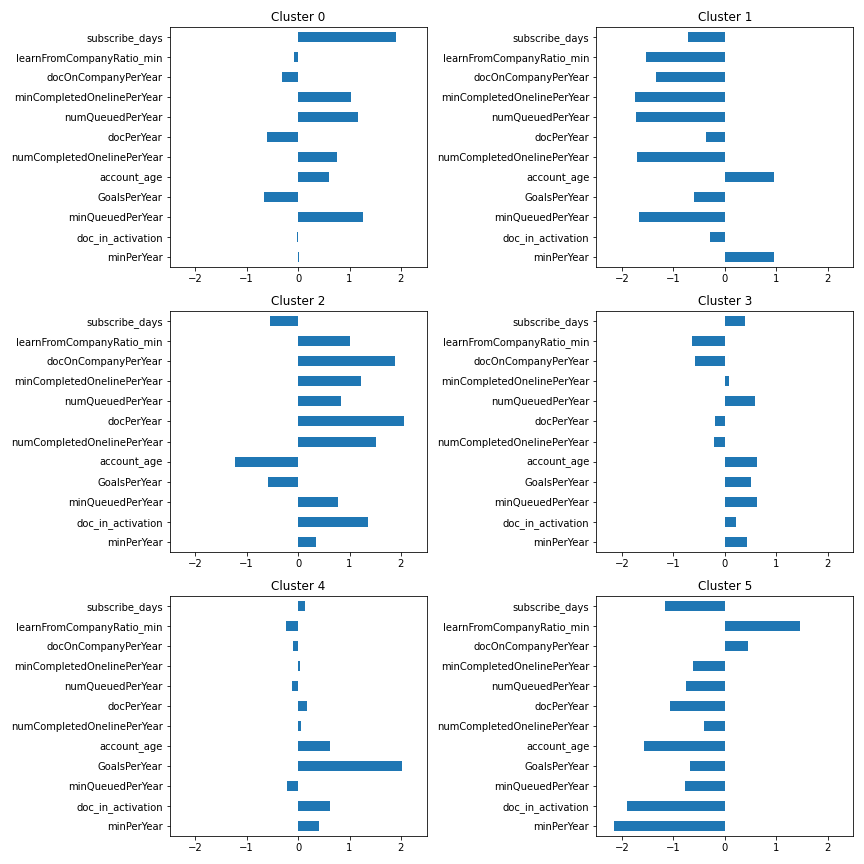 Cluster 0
subscribe_days
learnFromCompanyRatio_min
docOnCompanyPerYear
minCompletedOnelinePerYear
numQueuedPerYear
docPerYear
numCompletedOnelinePerYear
account_age
GoalsPerYear
minQueuedPerYear
doc_in_activation
minPerYear
−2 −1 0 1 2
Cluster 1
subscribe_days
learnFromCompanyRatio_min
docOnCompanyPerYear
minCompletedOnelinePerYear
numQueuedPerYear
docPerYear
numCompletedOnelinePerYear
account_age
GoalsPerYear
minQueuedPerYear
doc_in_activation
minPerYear
−2 −1 0 1 2
Cluster 2
subscribe_days
learnFromCompanyRatio_min
docOnCompanyPerYear
minCompletedOnelinePerYear
numQueuedPerYear
docPerYear
numCompletedOnelinePerYear
account_age
GoalsPerYear
minQueuedPerYear
doc_in_activation
minPerYear
−2 −1 0 1 2
Cluster 3
subscribe_days
learnFromCompanyRatio_min
docOnCompanyPerYear
minCompletedOnelinePerYear
numQueuedPerYear
docPerYear
numCompletedOnelinePerYear
account_age
GoalsPerYear
minQueuedPerYear
doc_in_activation
minPerYear
−2 −1 0 1 2
Cluster 4
subscribe_days
learnFromCompanyRatio_min
docOnCompanyPerYear
minCompletedOnelinePerYear
numQueuedPerYear
docPerYear
numCompletedOnelinePerYear
account_age
GoalsPerYear
minQueuedPerYear
doc_in_activation
minPerYear
−2 −1 0 1 2
Cluster 5
subscribe_days
learnFromCompanyRatio_min
docOnCompanyPerYear
minCompletedOnelinePerYear
numQueuedPerYear
docPerYear
numCompletedOnelinePerYear
account_age
GoalsPerYear
minQueuedPerYear
doc_in_activation
minPerYear
−2 −1 0 1 2